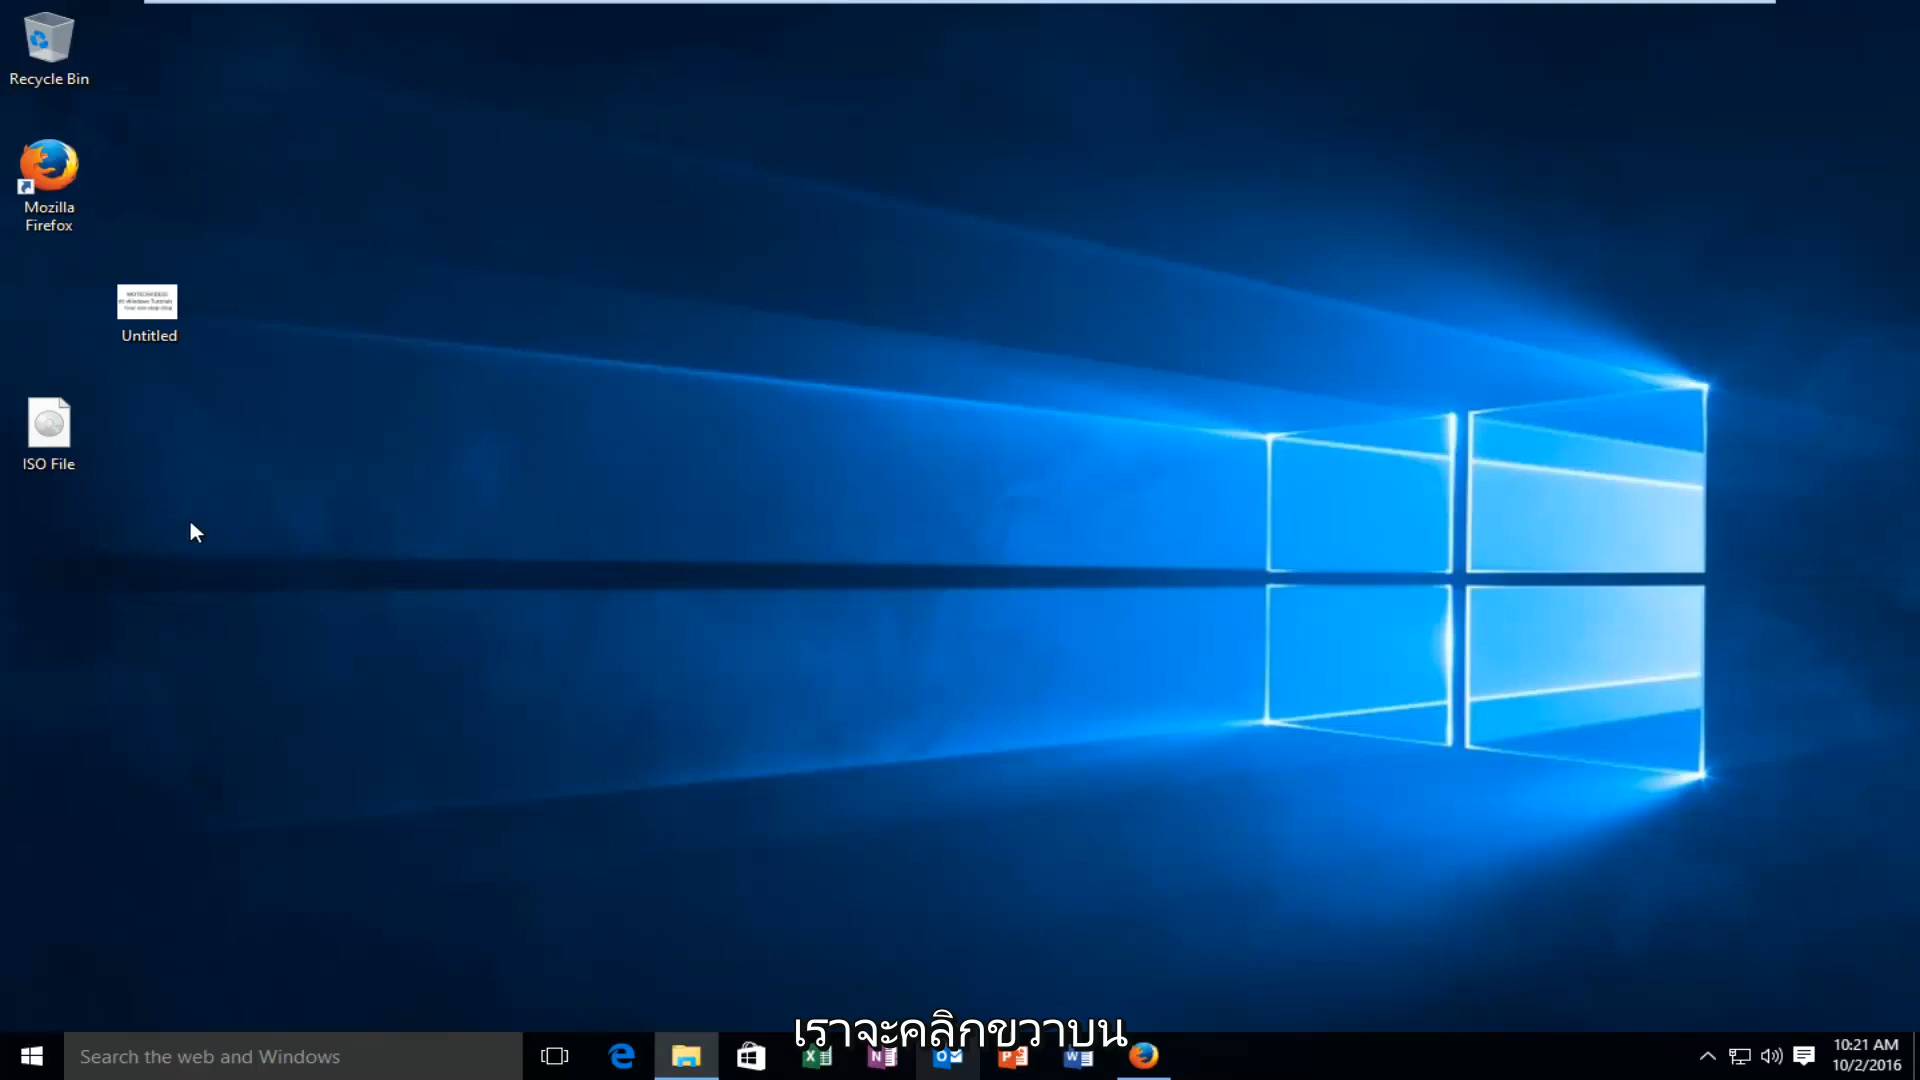 Recycle Bin
Mozilla
Firefox
Untitled
ISO File
เราจะคลิกขวาบน
Search the web and Windows
10:21 AM
10/2/2016